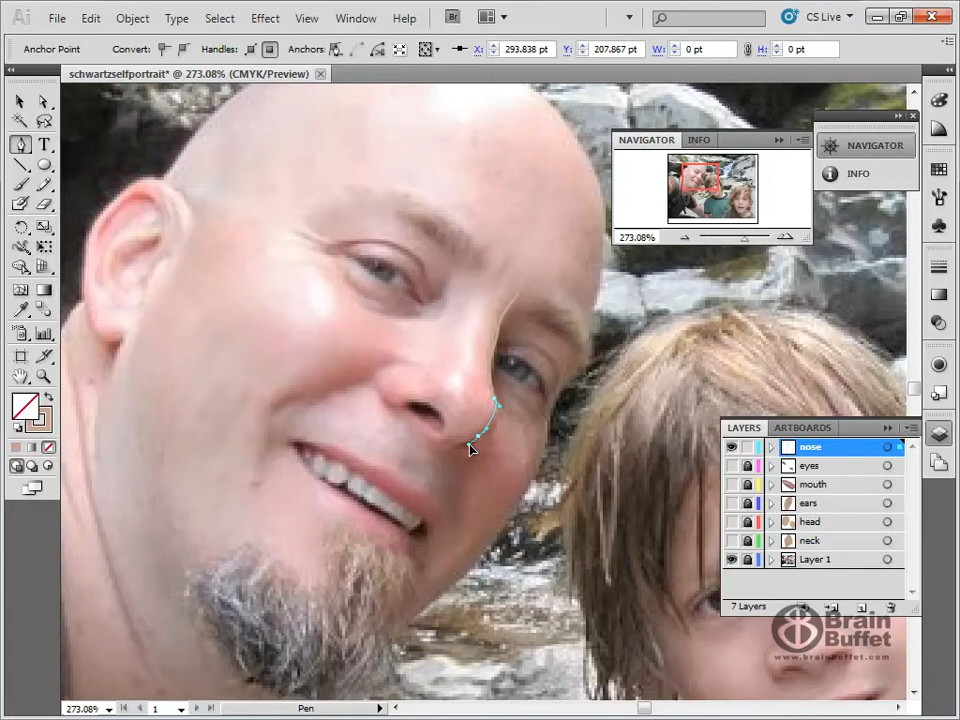 Ai File Edit Object Type Select Effect View Window Help Br CS Live
Anchor Point Convert: Handles: Anchors: X: 293.838 pt Y: 207.867 pt W: 0 pt H: 0 pt
schwartzselfportrait* @ 273.08% (CMYK/Preview)
NAVIGATOR INFO
NAVIGATOR
INFO
273.08%
LAYERS ARTBOARDS
nose
eyes
mouth
ears
head
neck
Layer 1
7 Layers
Brain
Buffet
www.brainbuffet.com
273.08% 1 Pen